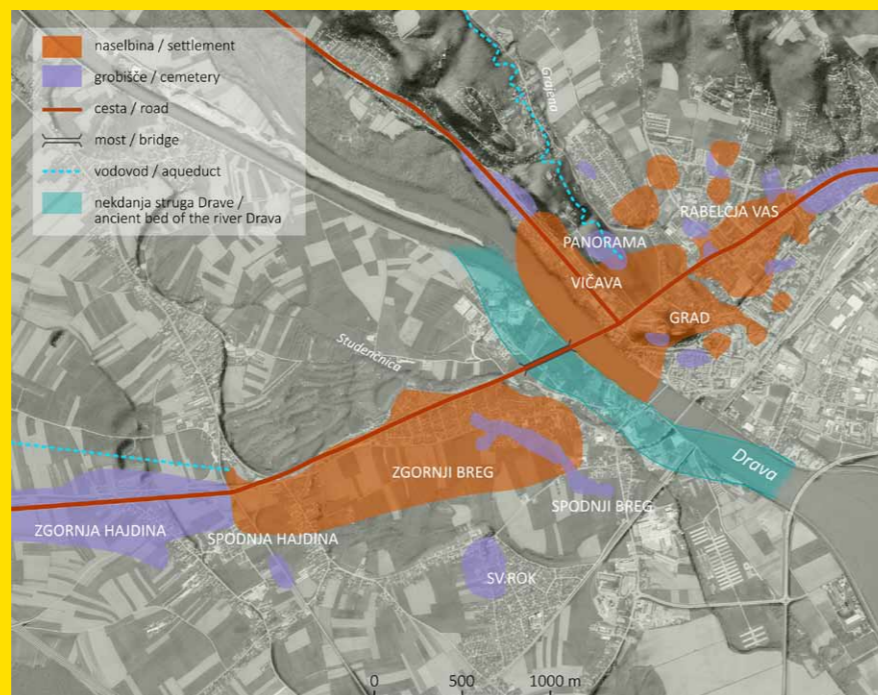 naselbina / settlement
grobišče / cemetery
cesta / road
most / bridge
vodovod / aqueduct
nekdanja struga Drave /
ancient bed of the river Drava
Grajena
RABELČJA VAS
PANORAMA
VIČAVA
GRAD
Studenčnica
Drava
ZGORNJI BREG
SPODNJI BREG
ZGORNJA HAJDINA
SPODNJA HAJDINA
SV.ROK
0 500 1000 m